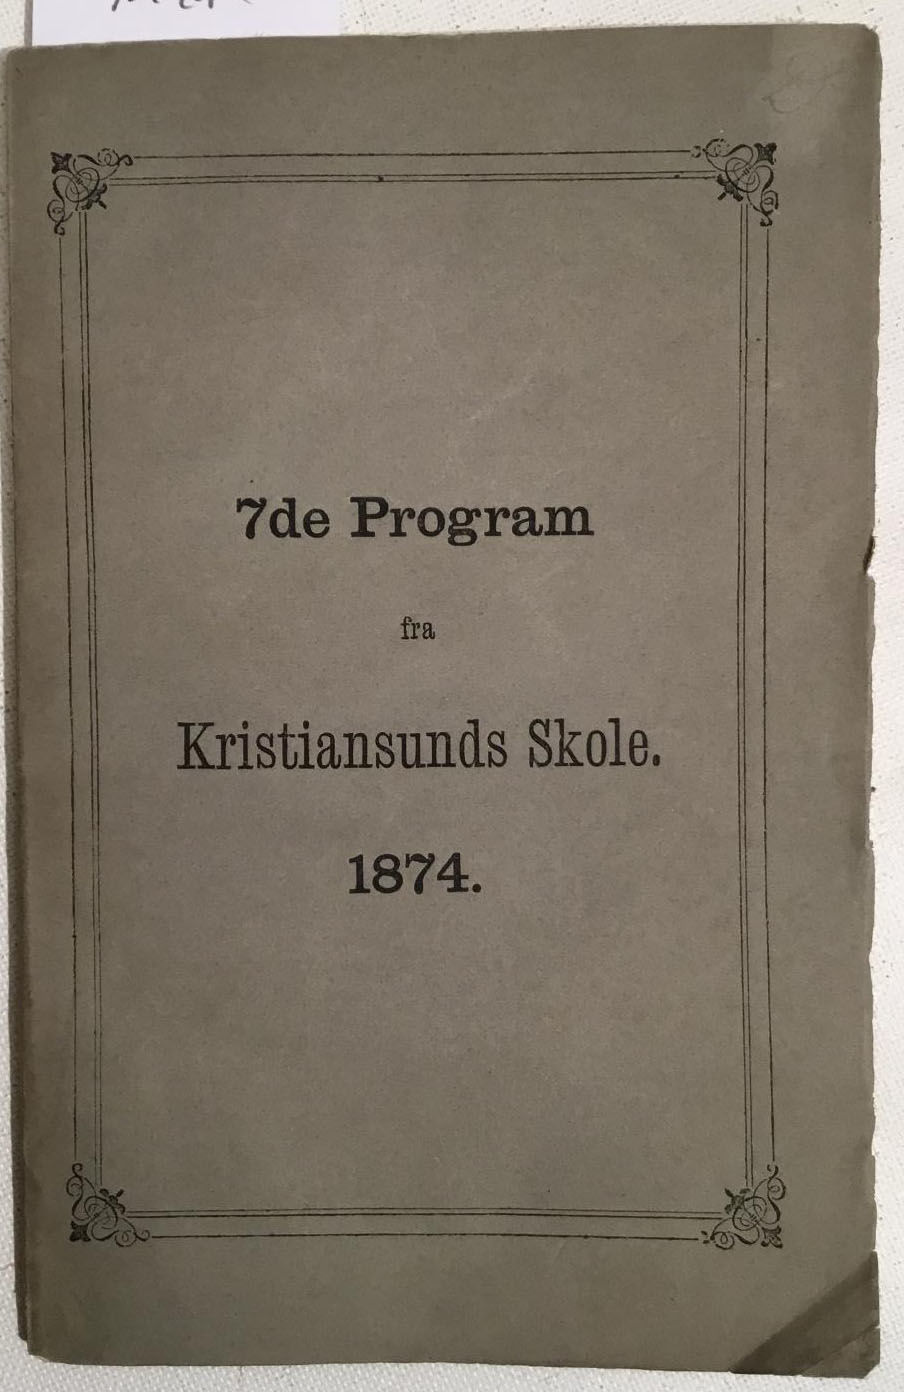 7de Program
fra
Kristiansunds Skole.
1874.